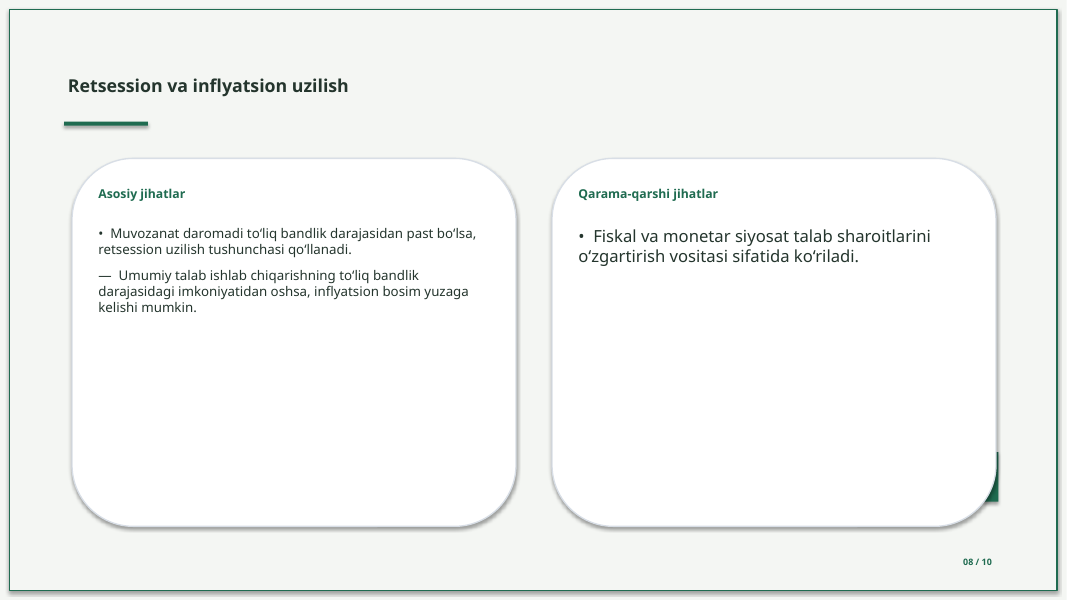 Retsession va inflyatsion uzilish
Asosiy jihatlar
• Muvozanat daromadi to‘liq bandlik darajasidan past bo‘lsa,
retsession uzilish tushunchasi qo‘llanadi.
— Umumiy talab ishlab chiqarishning to‘liq bandlik
darajasidagi imkoniyatidan oshsa, inflyatsion bosim yuzaga
kelishi mumkin.
Qarama-qarshi jihatlar
• Fiskal va monetar siyosat talab sharoitlarini
o‘zgartirish vositasi sifatida ko‘riladi.
08 / 10